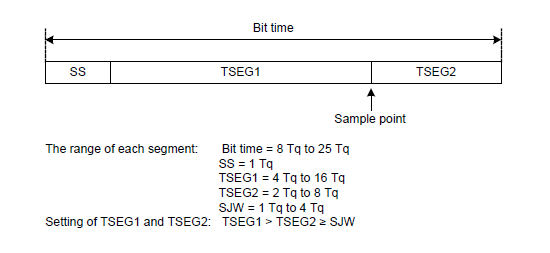 Bit time
SS TSEG1 TSEG2
Sample point
The range of each segment: Bit time = 8 Tq to 25 Tq
SS = 1 Tq
TSEG1 = 4 Tq to 16 Tq
TSEG2 = 2 Tq to 8 Tq
SJW = 1 Tq to 4 Tq
Setting of TSEG1 and TSEG2: TSEG1 > TSEG2 ≥ SJW